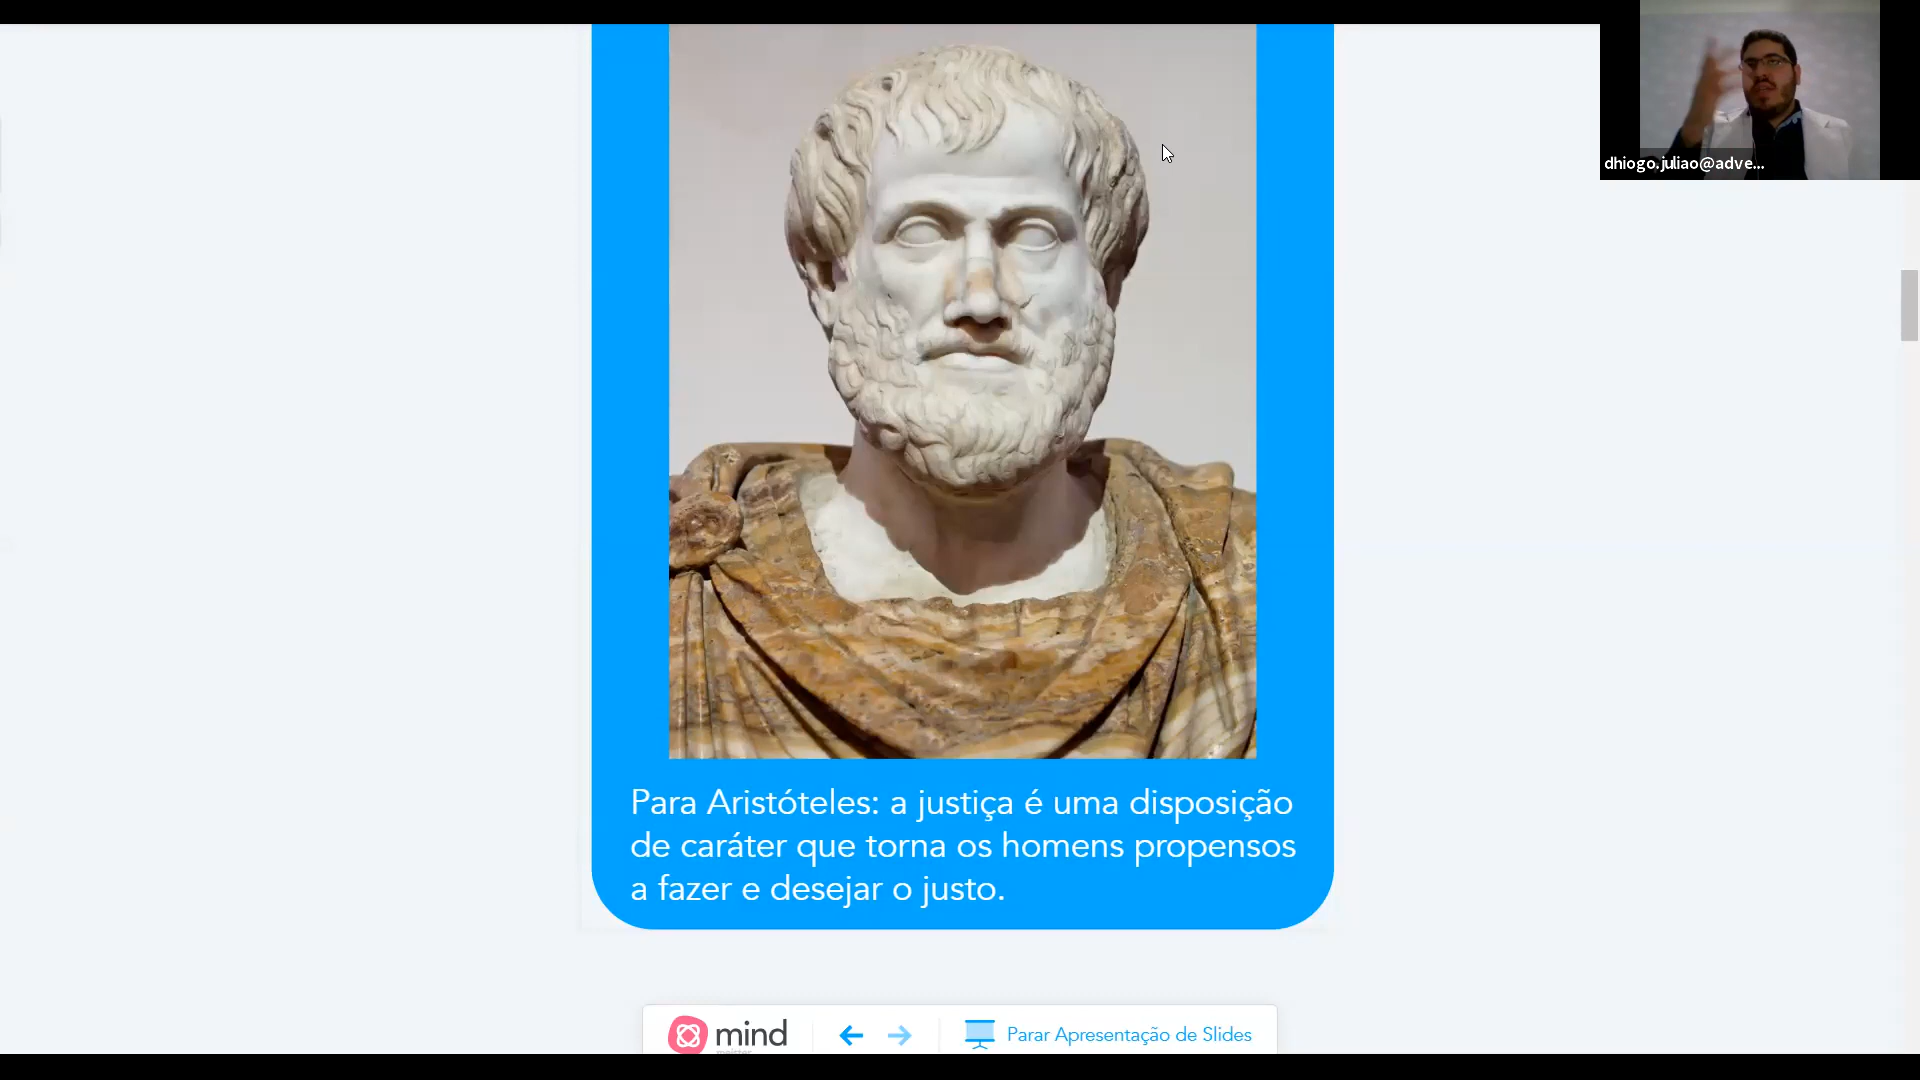 dhiogo.juliao@adve...
Para Aristóteles: a justiça é uma disposição
de caráter que torna os homens propensos
a fazer e desejar o justo.
mind
meister
Parar Apresentação de Slides